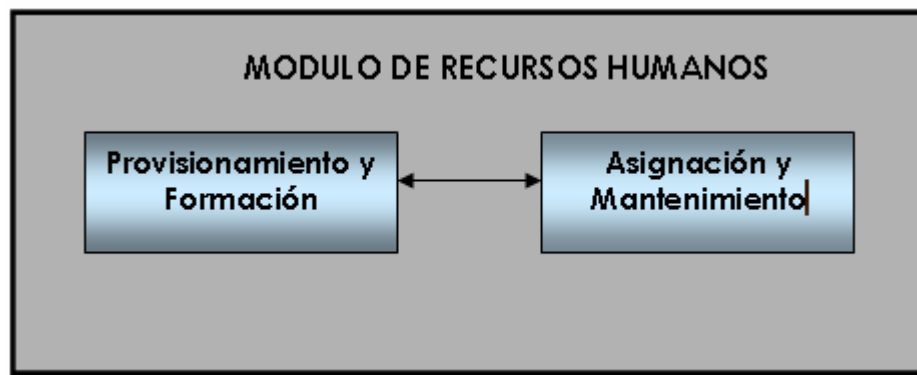 MODULO DE RECURSOS HUMANOS
Provisionamiento y
Formación
Asignación y
Mantenimiento